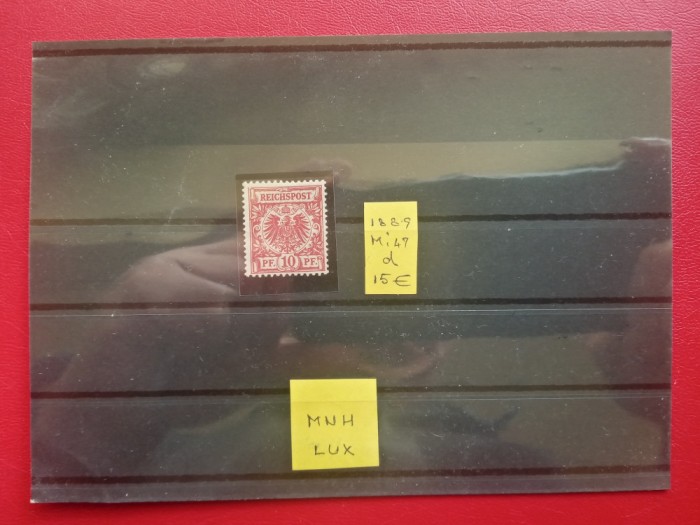 REICHSPOST
PF. 10 PF.
1889
Mi 47
d
15 €
MNH
LUX